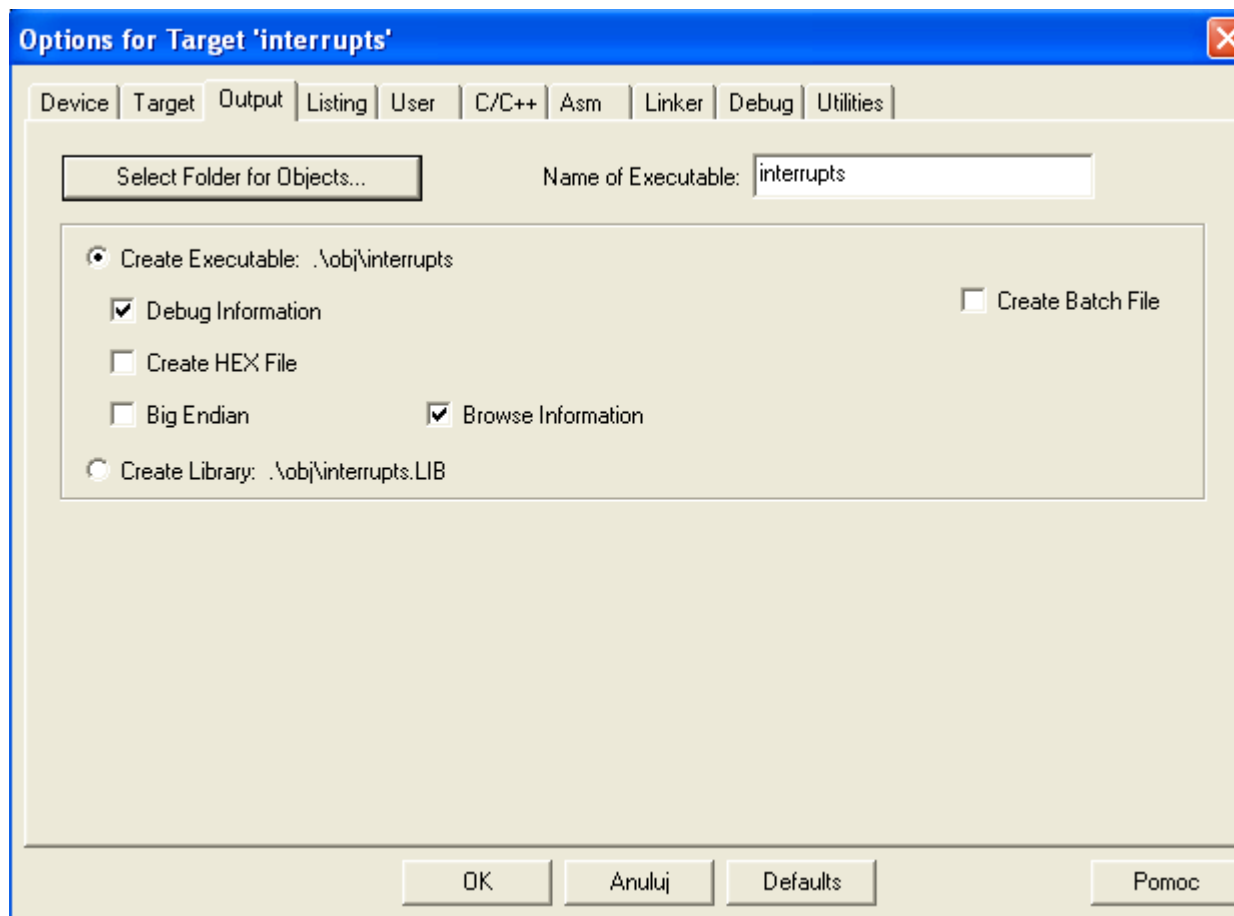 Options for Target 'interrupts'
Device Target Output Listing User C/C++ Asm Linker Debug Utilities
Select Folder for Objects... Name of Executable: interrupts
Create Executable: .\obj\interrupts
Debug Information Create Batch File
Create HEX File
Big Endian Browse Information
Create Library: .\obj\interrupts.LIB
OK Anuluj Defaults Pomoc